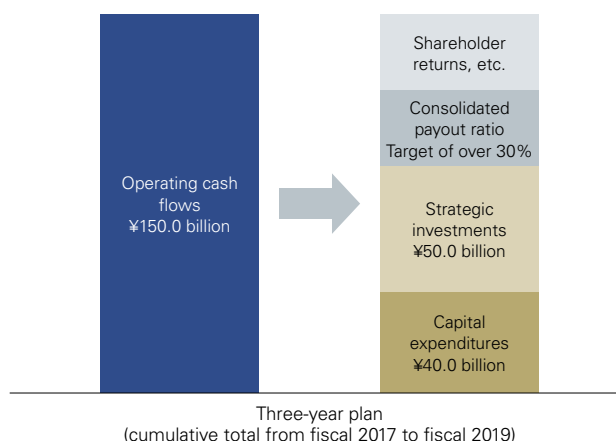 Operating cash
flows
¥150.0 billion
Shareholder
returns, etc.
Consolidated
payout ratio
Target of over 30%
Strategic
investments
¥50.0 billion
Capital
expenditures
¥40.0 billion
Three-year plan
(cumulative total from fiscal 2017 to fiscal 2019)